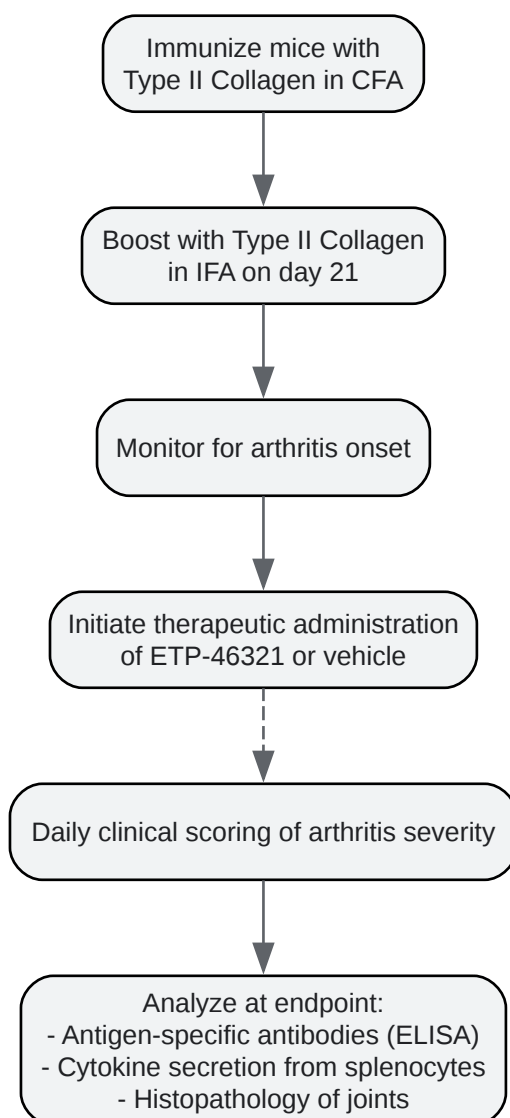 Immunize mice with
Type II Collagen in CFA
Boost with Type II Collagen
in IFA on day 21
Monitor for arthritis onset
Initiate therapeutic administration
of ETP-46321 or vehicle
Daily clinical scoring of arthritis severity
Analyze at endpoint:
- Antigen-specific antibodies (ELISA)
- Cytokine secretion from splenocytes
- Histopathology of joints